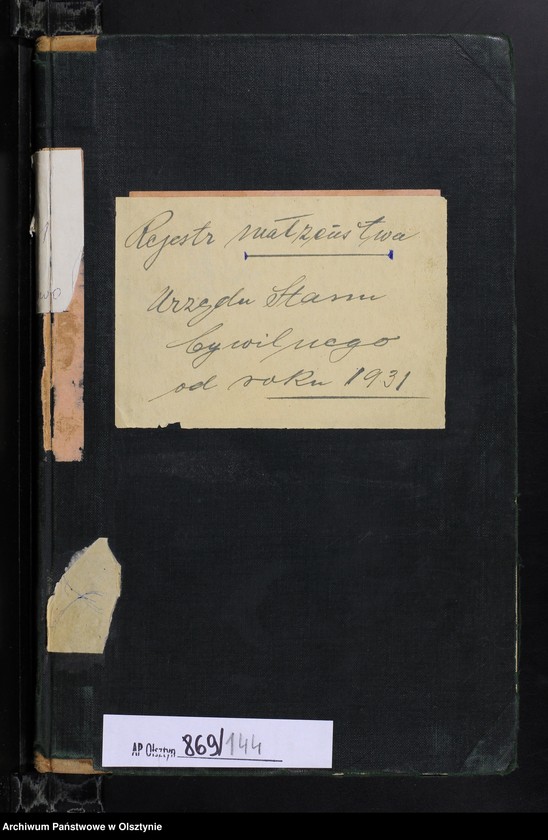 Rejestr małżeństwa
Urzędu Stanu
Cywilnego
od roku 1931
AP Olsztyn 869/144
Archiwum Państwowe w Olsztynie